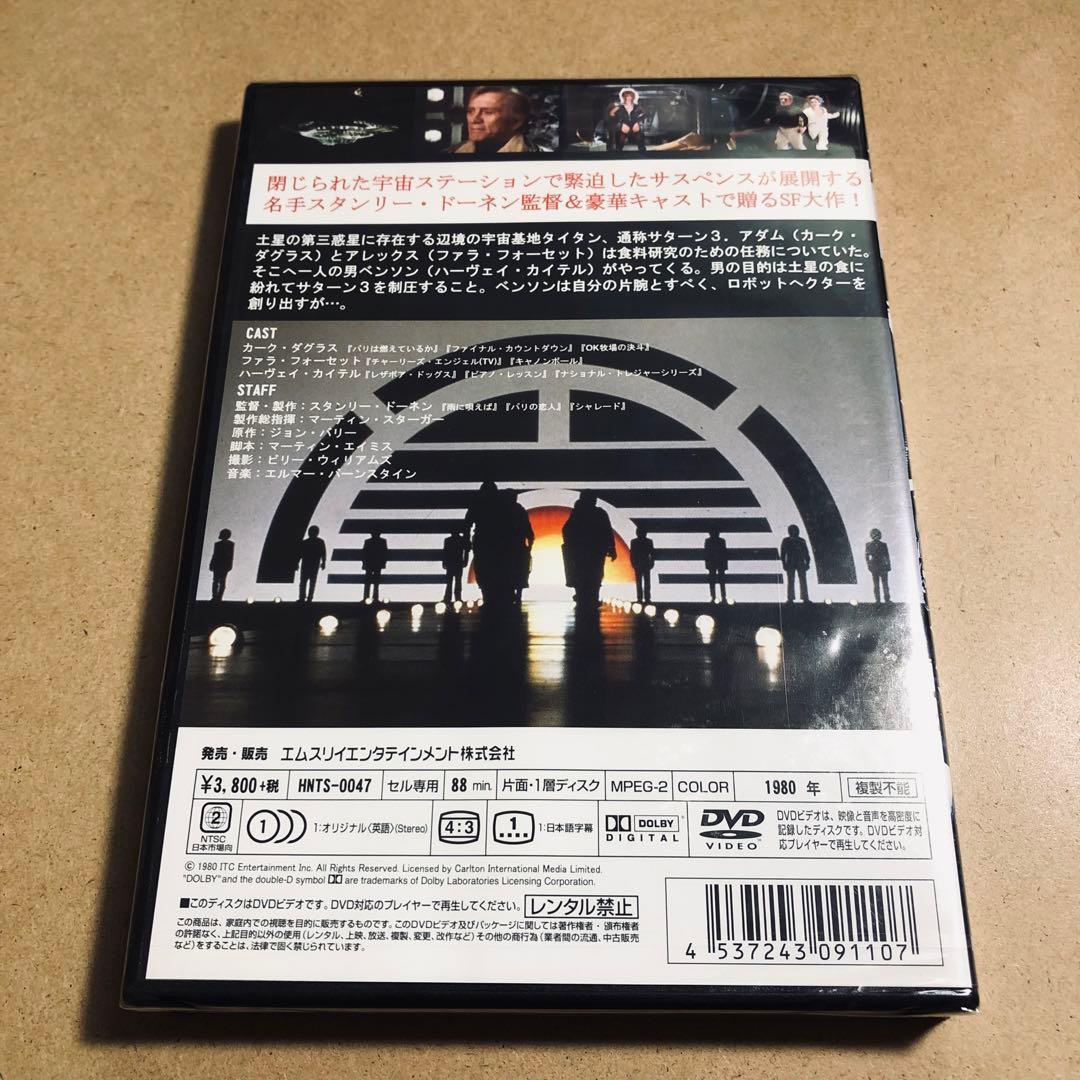 閉じられた宇宙ステーションで緊迫したサスペンスが展開する
名手スタンリー・ドーネン監督&豪華キャストで贈るSF大作!
土星の第三惑星に存在する辺境の宇宙基地タイタン、通称サターン3．アダム（カーク・
ダグラス）とアレックス（ファラ・フォーセット）は食料研究のための任務についていた。
そこへ一人の男ベンソン（ハーヴェイ・カイテル）がやってくる。男の目的は土星の食に
紛れてサターン3を制圧すること。ベンソンは自分の片腕とすべく、ロボットヘクターを
創り出すが…。
CAST
カーク・ダグラス 『パリは燃えているか』『ファイナル・カウントダウン』『OK牧場の決斗』
ファラ・フォーセット『チャーリーズ・エンジェル(TV)』『キャノンボール』
ハーヴェイ・カイテル『レザボア・ドッグス』『ピアノ・レッスン』『ナショナル・トレジャーシリーズ』
STAFF
監督・製作：スタンリー・ドーネン 『雨に唄えば』『パリの恋人』『シャレード』
製作総指揮：マーティン・スターガー
原作：ジョン・バリー
脚本：マーティン・エイミス
撮影：ビリー・ウィリアムズ
音楽：エルマー・バーンスタイン
発売・販売 エムスリイエンタテインメント株式会社
¥3,800+税 HNTS-0047 セル専用 88 min. 片面・1層ディスク MPEG-2 COLOR 1980 年 複製不能
2 NTSC 日本市場向 1 1:オリジナル〈英語〉(Stereo) 4:3 1 1:日本語字幕 DOLBY DIGITAL DVD VIDEO
DVDビデオは、映像と音声を高密度に
記録したディスクです。DVDビデオ対
応プレイヤーで再生してください。
© 1980 ITC Entertainment Inc. All Rights Reserved. Licensed by Carlton International Media Limited.
"DOLBY" and the double-D symbol are trademarks of Dolby Laboratories Licensing Corporation.
■このディスクはDVDビデオです。DVD対応のプレイヤーで再生してください。 レンタル禁止
この商品は、家庭内での視聴を目的に販売するものです。このDVDビデオ及びパッケージに関しては著作権者・頒布権者
の許諾なく、上記目的以外の使用（レンタル、上映、放送、複製、変更、改作など）その他の商行為（業者間の流通、中古販売
など）をすることは、法律で固く禁じられています。
4 537243 091107